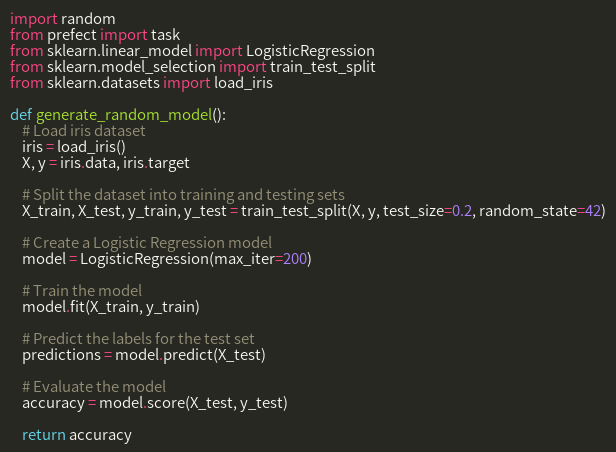 import random
from prefect import task
from sklearn.linear_model import LogisticRegression
from sklearn.model_selection import train_test_split
from sklearn.datasets import load_iris

def generate_random_model():
    # Load iris dataset
    iris = load_iris()
    X, y = iris.data, iris.target

    # Split the dataset into training and testing sets
    X_train, X_test, y_train, y_test = train_test_split(X, y, test_size=0.2, random_state=42)

    # Create a Logistic Regression model
    model = LogisticRegression(max_iter=200)

    # Train the model
    model.fit(X_train, y_train)

    # Predict the labels for the test set
    predictions = model.predict(X_test)

    # Evaluate the model
    accuracy = model.score(X_test, y_test)

    return accuracy